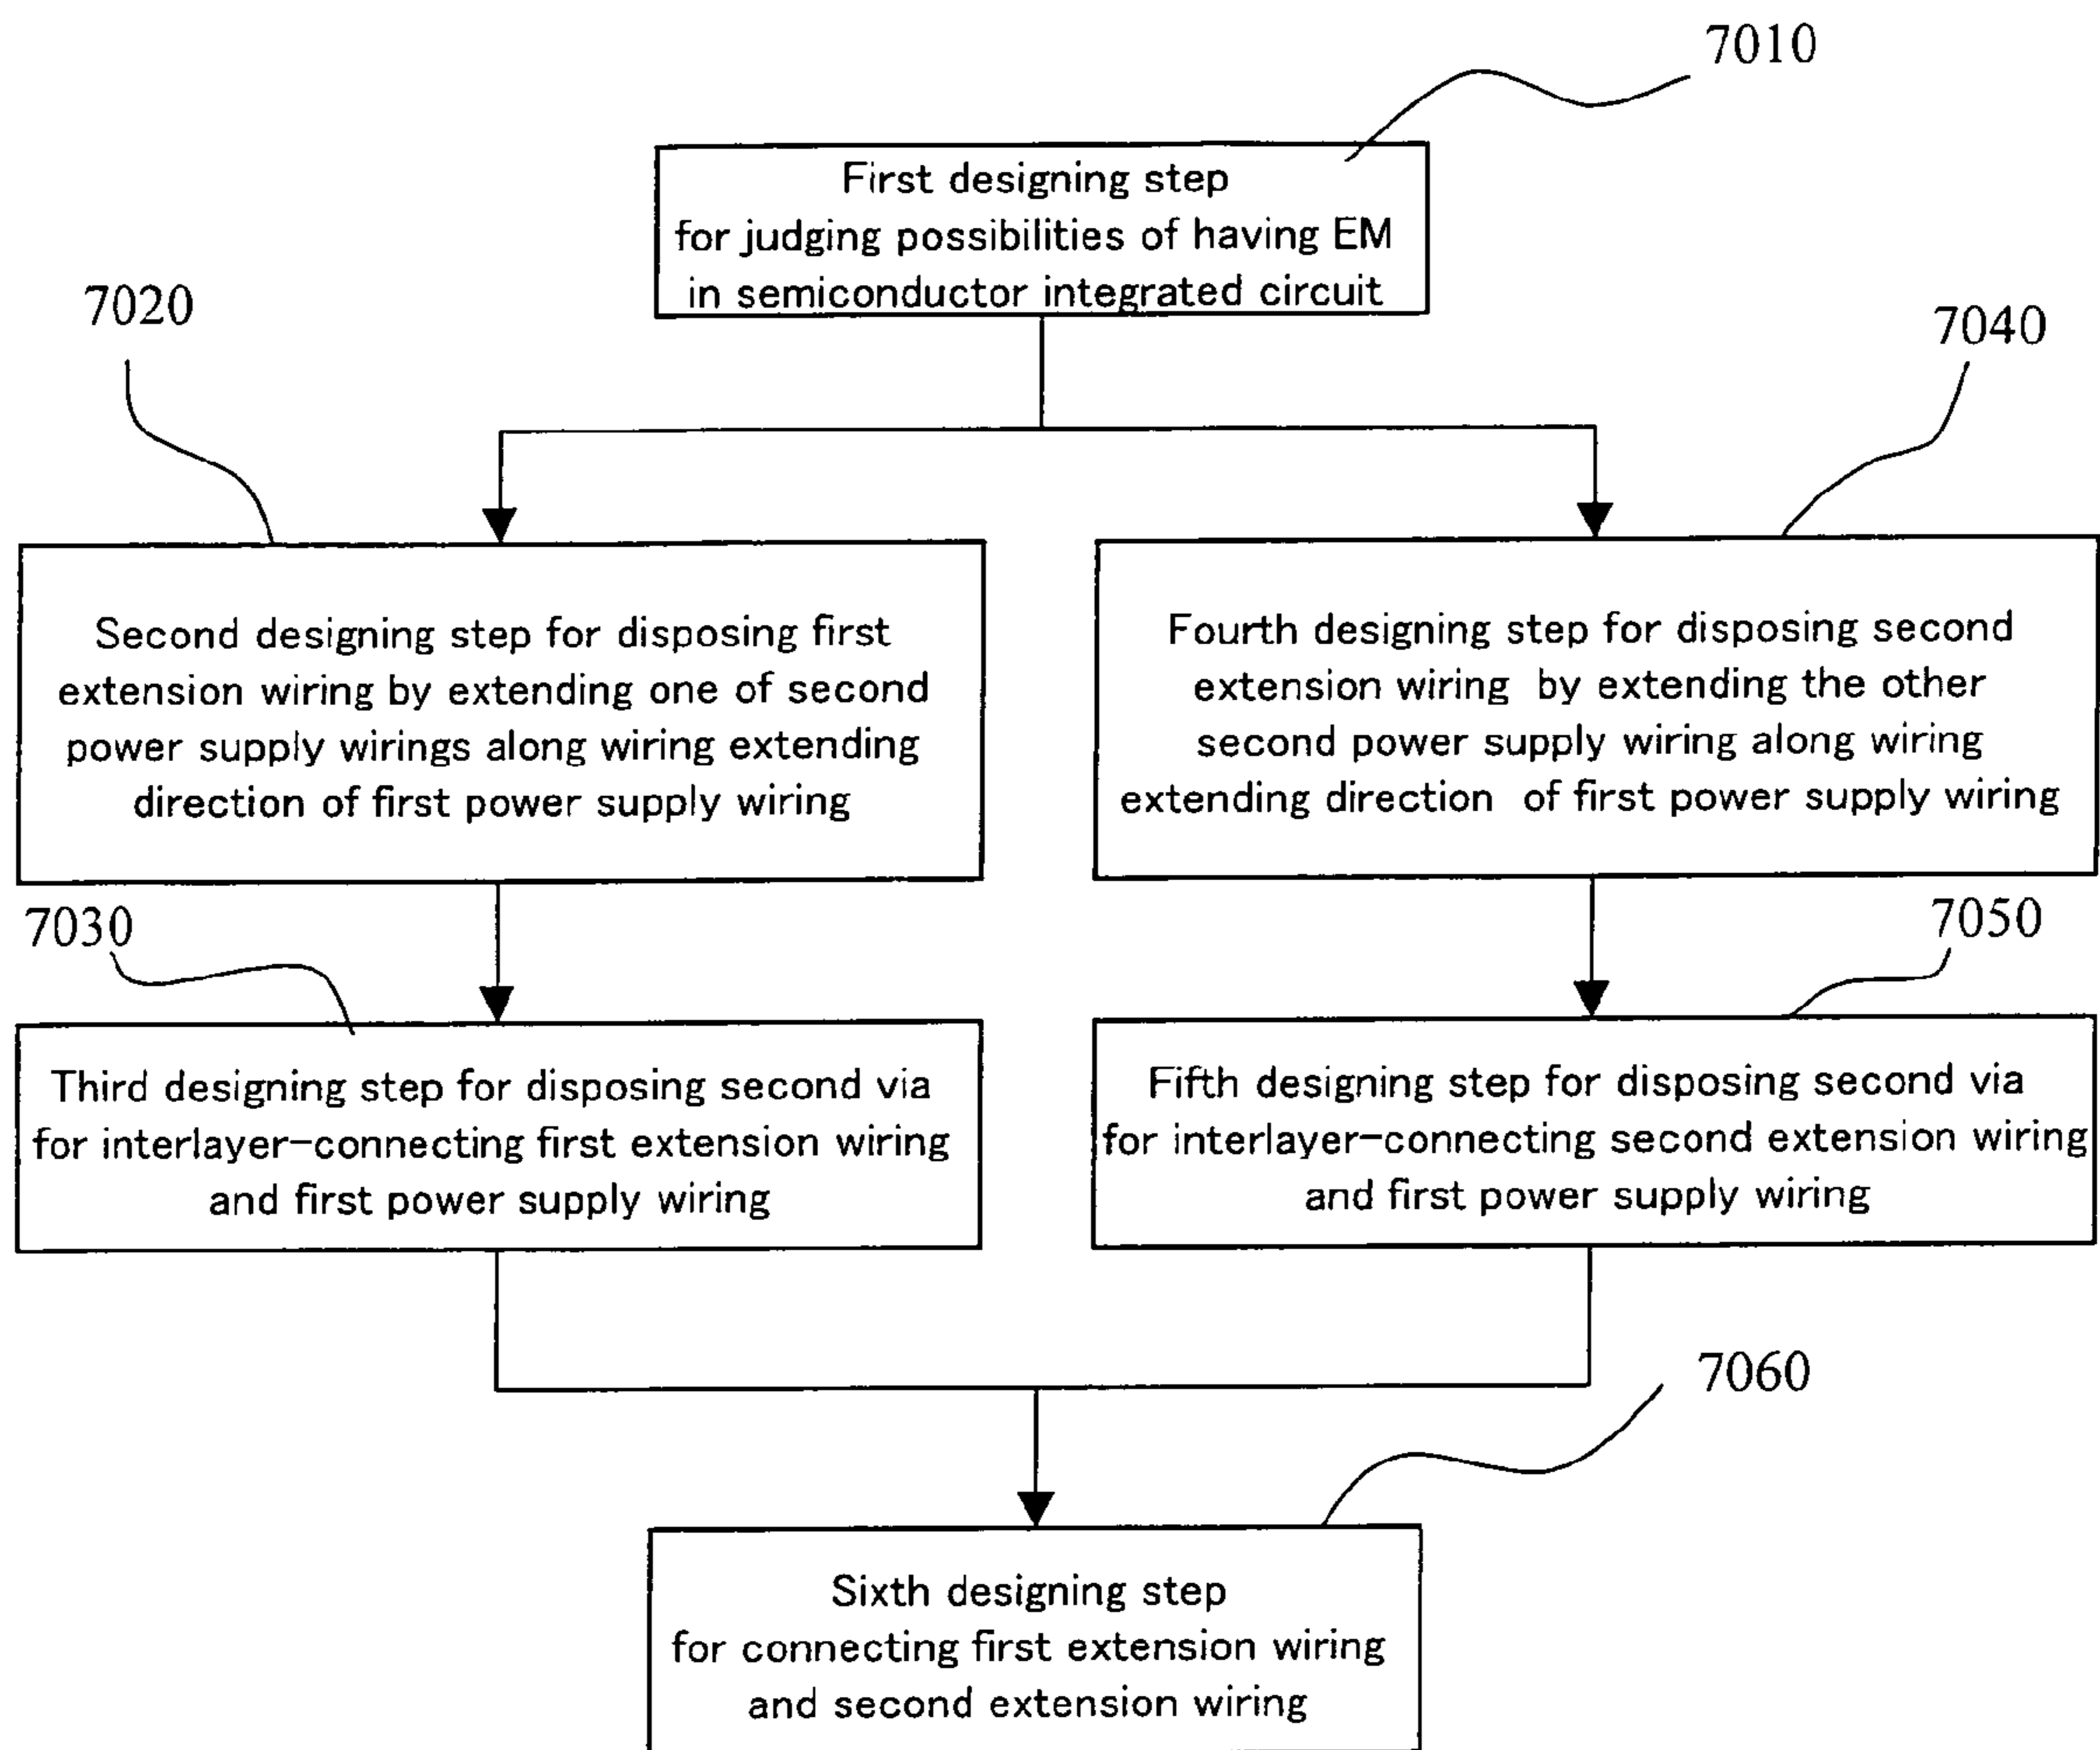 7010
First designing step
for judging possibilities of having EM
in semiconductor integrated circuit
7020
7040
Second designing step for disposing first
extension wiring by extending one of second
power supply wirings along wiring extending
direction of first power supply wiring
Fourth designing step for disposing second
extension wiring by extending the other
second power supply wiring along wiring
extending direction of first power supply wiring
7030
7050
Third designing step for disposing second via
for interlayer-connecting first extension wiring
and first power supply wiring
Fifth designing step for disposing second via
for interlayer-connecting second extension wiring
and first power supply wiring
7060
Sixth designing step
for connecting first extension wiring
and second extension wiring